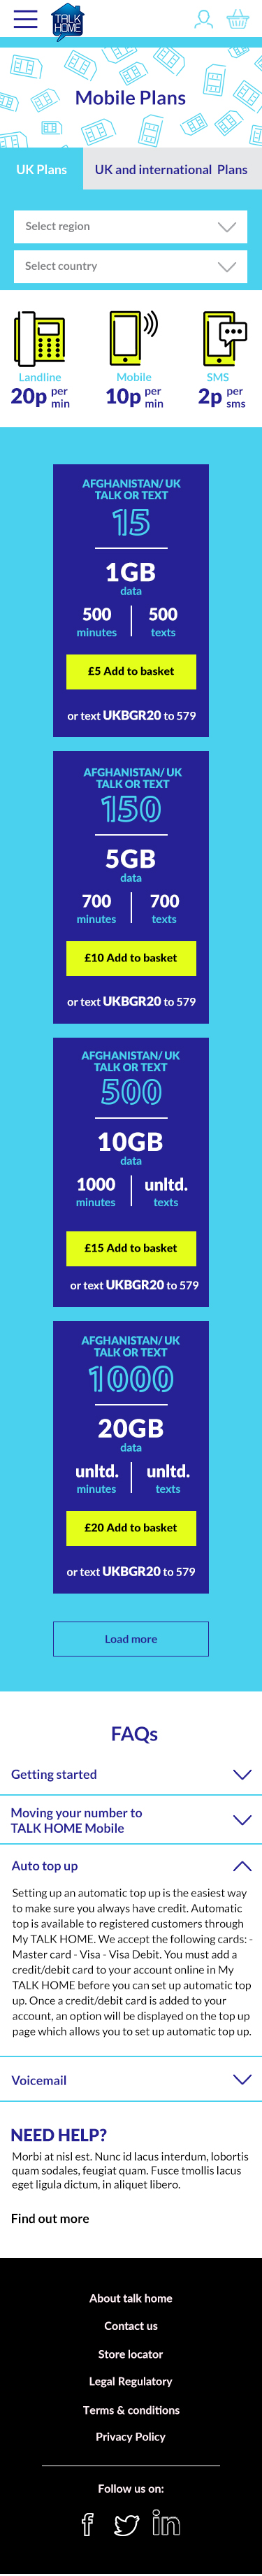 TALK
HOME
Mobile Plans
UK Plans
UK and international Plans
Select region
Select country
Landline
Mobile
SMS
20p per min
10p per min
2p per sms
AFGHANISTAN/ UK
TALK OR TEXT
15
1GB
data
500 500
minutes texts
£5 Add to basket
or text UKBGR20 to 579
AFGHANISTAN/ UK
TALK OR TEXT
150
5GB
data
700 700
minutes texts
£10 Add to basket
or text UKBGR20 to 579
AFGHANISTAN/ UK
TALK OR TEXT
500
10GB
data
1000 unltd.
minutes texts
£15 Add to basket
or text UKBGR20 to 579
AFGHANISTAN/ UK
TALK OR TEXT
1000
20GB
data
unltd. unltd.
minutes texts
£20 Add to basket
or text UKBGR20 to 579
Load more
FAQs
Getting started
Moving your number to
TALK HOME Mobile
Auto top up
Setting up an automatic top up is the easiest way
to make sure you always have credit. Automatic
top is available to registered customers through
My TALK HOME. We accept the following cards: -
Master card - Visa - Visa Debit. You must add a
credit/debit card to your account online in My
TALK HOME before you can set up automatic top
up. Once a credit/debit card is added to your
account, an option will be displayed on the top up
page which allows you to set up automatic top up.
Voicemail
NEED HELP?
Morbi at nisl est. Nunc id lacus interdum, lobortis
quam sodales, feugiat quam. Fusce tmollis lacus
eget ligula dictum, in aliquet libero.
Find out more
About talk home
Contact us
Store locator
Legal Regulatory
Terms & conditions
Privacy Policy
Follow us on:
f
in